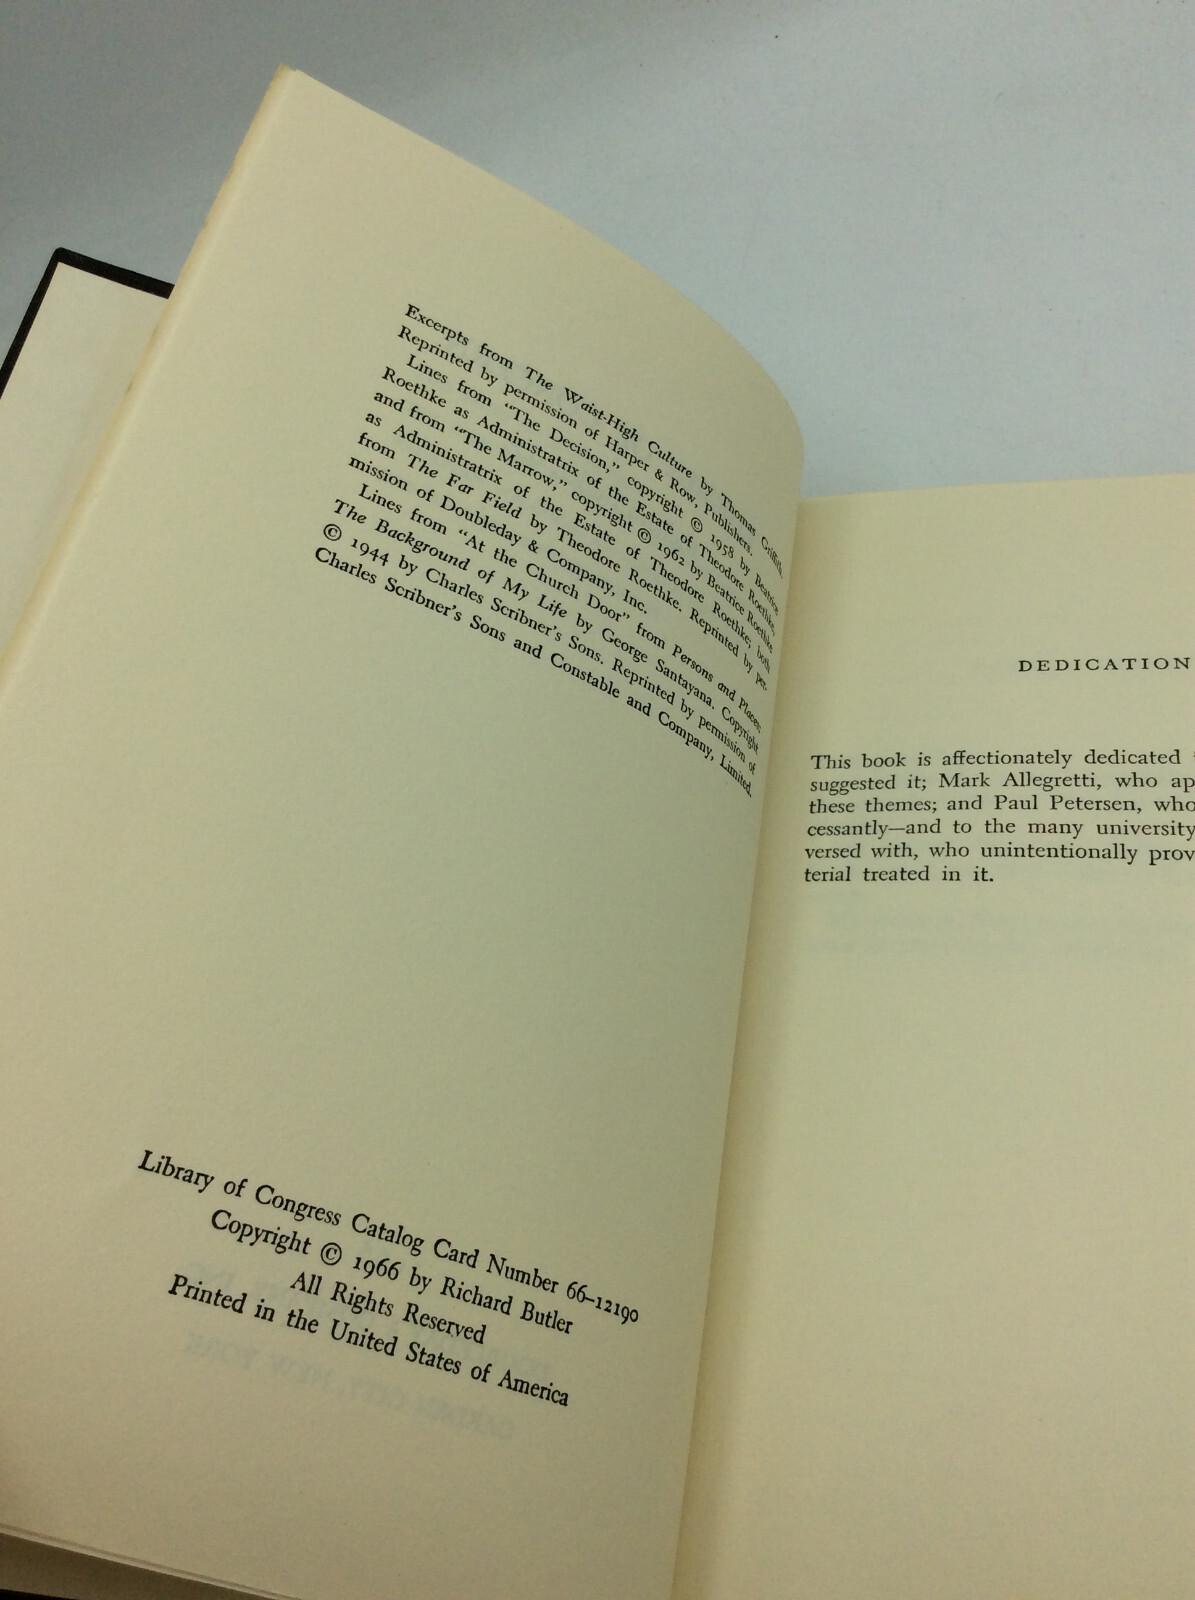 Excerpts from The Waist-High Culture by Thomas Griffith.
Reprinted by permission of Harper & Row, Publishers.
Lines from "The Decision," copyright © 1958 by Beatrice
Roethke as Administratrix of the Estate of Theodore Roethke,
and from "The Marrow," copyright © 1962 by Beatrice Roethke
as Administratrix of the Estate of Theodore Roethke; both
from The Far Field by Theodore Roethke. Reprinted by per-
mission of Doubleday & Company, Inc.
Lines from "At the Church Door" from Persons and Places:
The Background of My Life by George Santayana. Copyright
© 1944 by Charles Scribner's Sons. Reprinted by permission of
Charles Scribner's Sons and Constable and Company, Limited.
Library of Congress Catalog Card Number 66–12190
Copyright © 1966 by Richard Butler
All Rights Reserved
Printed in the United States of America
DEDICATION
This book is affectionately dedicated
suggested it; Mark Allegretti, who ap
these themes; and Paul Petersen, who
cessantly—and to the many university
versed with, who unintentionally prov
terial treated in it.